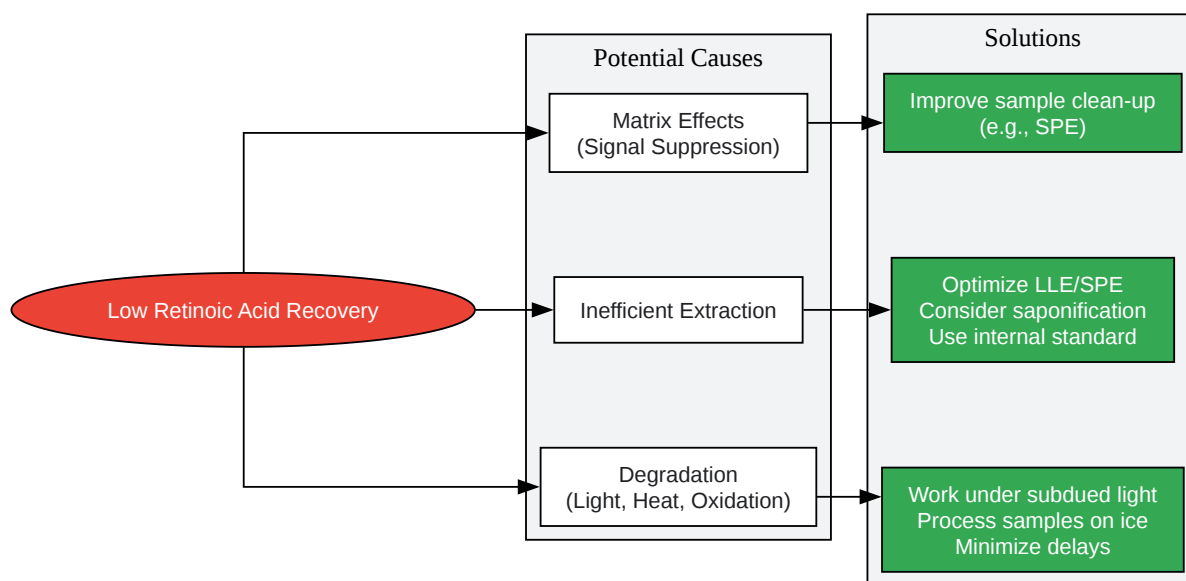 Low Retinoic Acid Recovery
Potential Causes
Matrix Effects
(Signal Suppression)
Inefficient Extraction
Degradation
(Light, Heat, Oxidation)
Solutions
Improve sample clean-up
(e.g., SPE)
Optimize LLE/SPE
Consider saponification
Use internal standard
Work under subdued light
Process samples on ice
Minimize delays